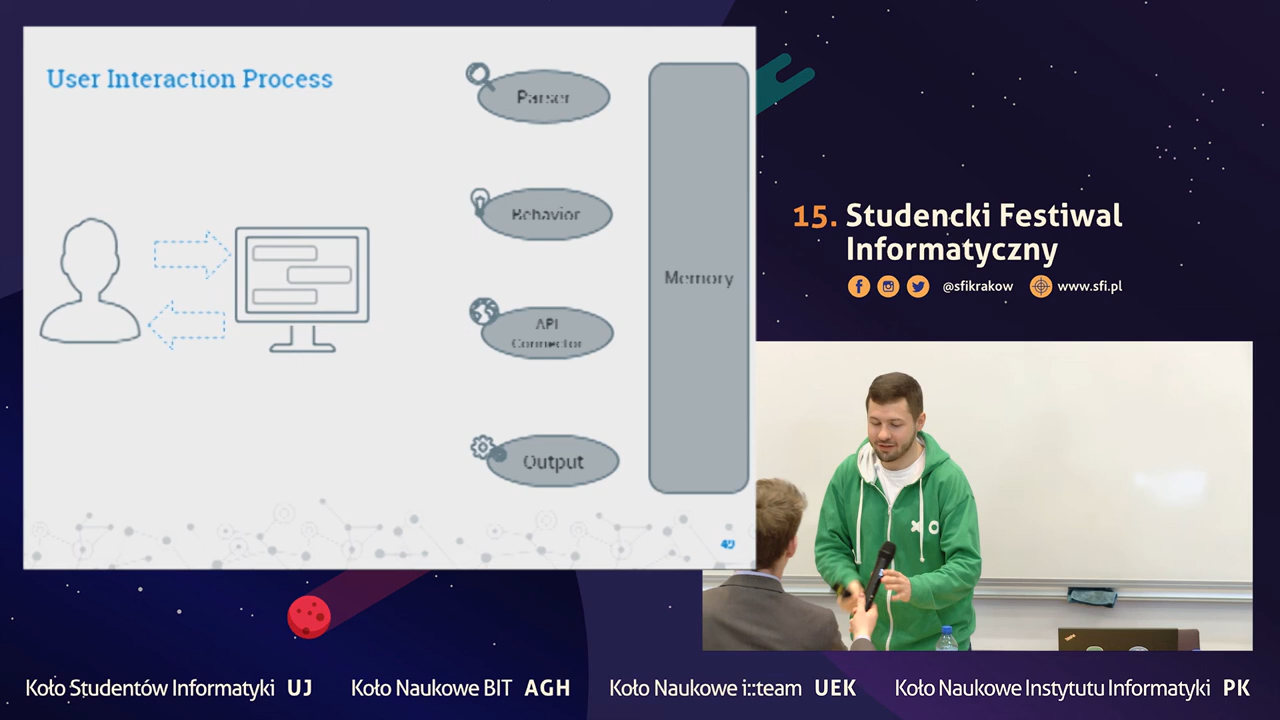 User Interaction Process
Parser
Behavior
API
Connector
Output
Memory
15. Studencki Festiwal
Informatyczny
@sfikrakow
www.sfi.pl
Koło Studentów Informatyki UJ
Koło Naukowe BIT AGH
Koło Naukowe i::team UEK
Koło Naukowe Instytutu Informatyki PK